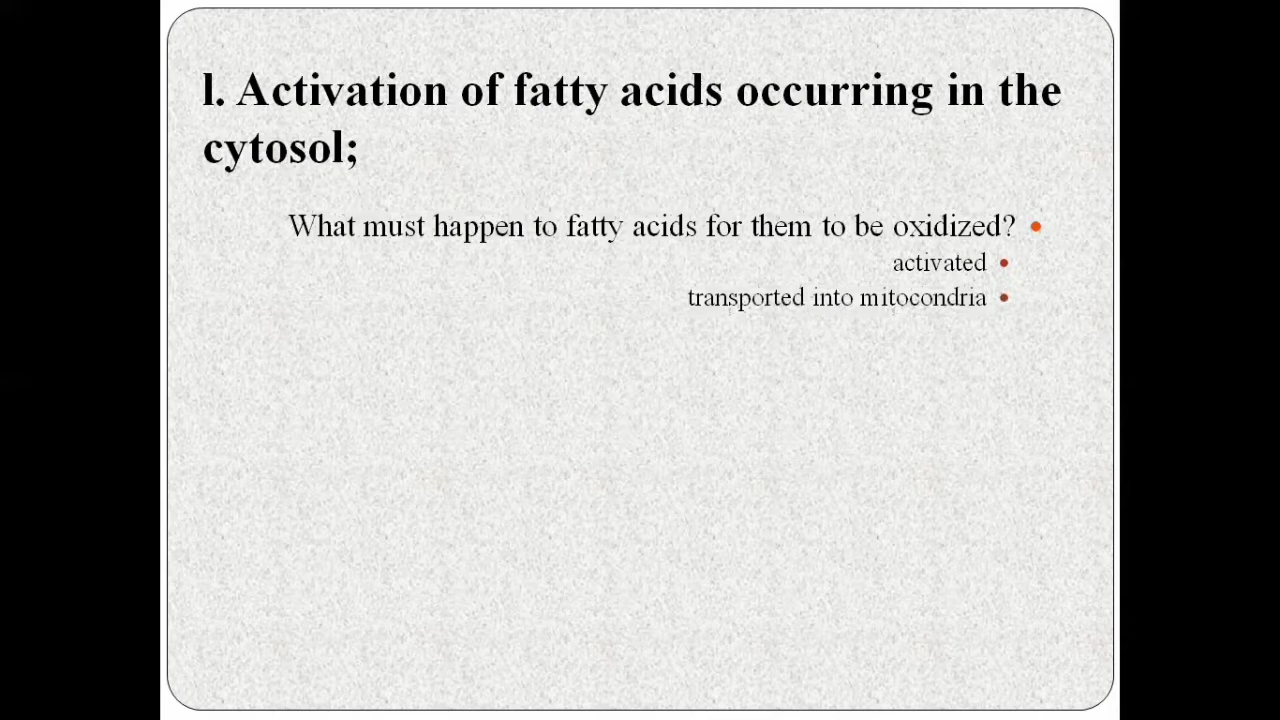 l. Activation of fatty acids occurring in the
cytosol;
What must happen to fatty acids for them to be oxidized?
activated
transported into mitocondria